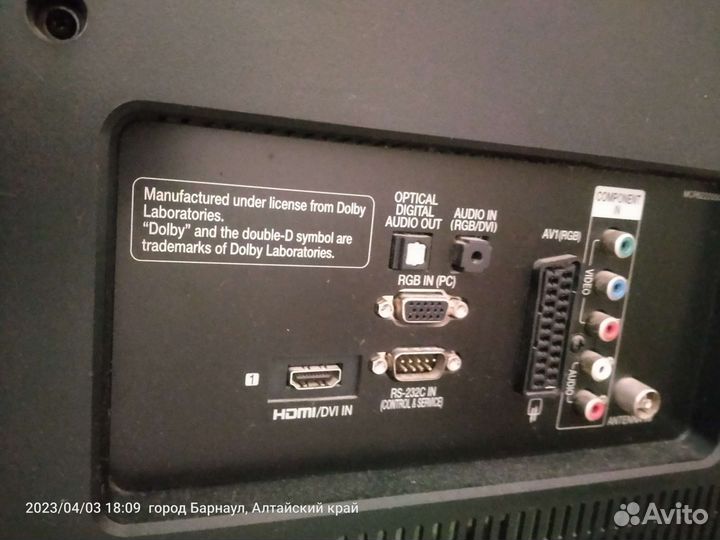 Manufactured under license from Dolby
Laboratories.
“Dolby” and the double-D symbol are
trademarks of Dolby Laboratories.
OPTICAL
DIGITAL
AUDIO OUT
AUDIO IN
(RGB/DVI)
RGB IN (PC)
1
HDMI/DVI IN
RS-232C IN
(CONTROL & SERVICE)
AV1(RGB)
COMPONENT
IN
VIDEO
AUDIO
2023/04/03 18:09 город Барнаул, Алтайский край
Avito